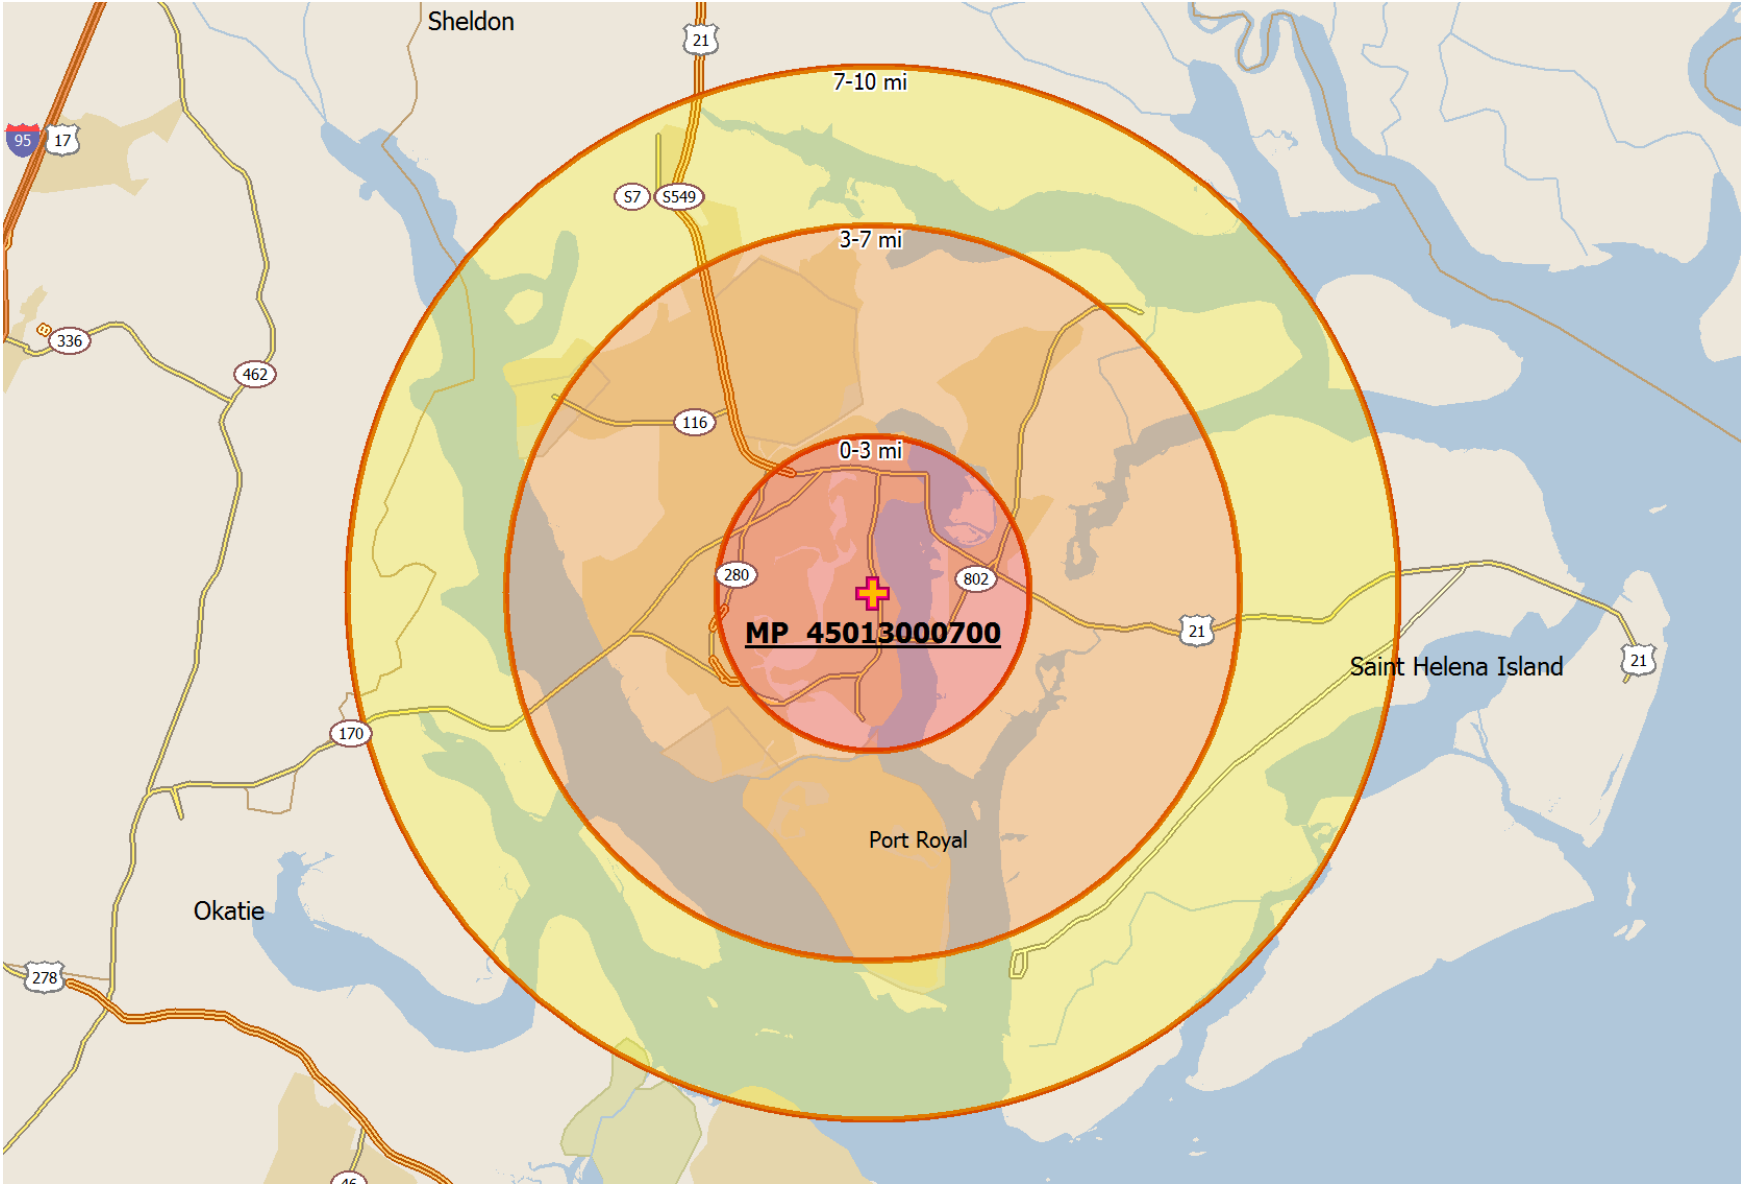 Sheldon
21
7-10 mi
95
17
S7
S549
3-7 mi
336
462
116
0-3 mi
280
802
MP 45013000700
21
21
Saint Helena Island
170
Port Royal
Okatie
278
46